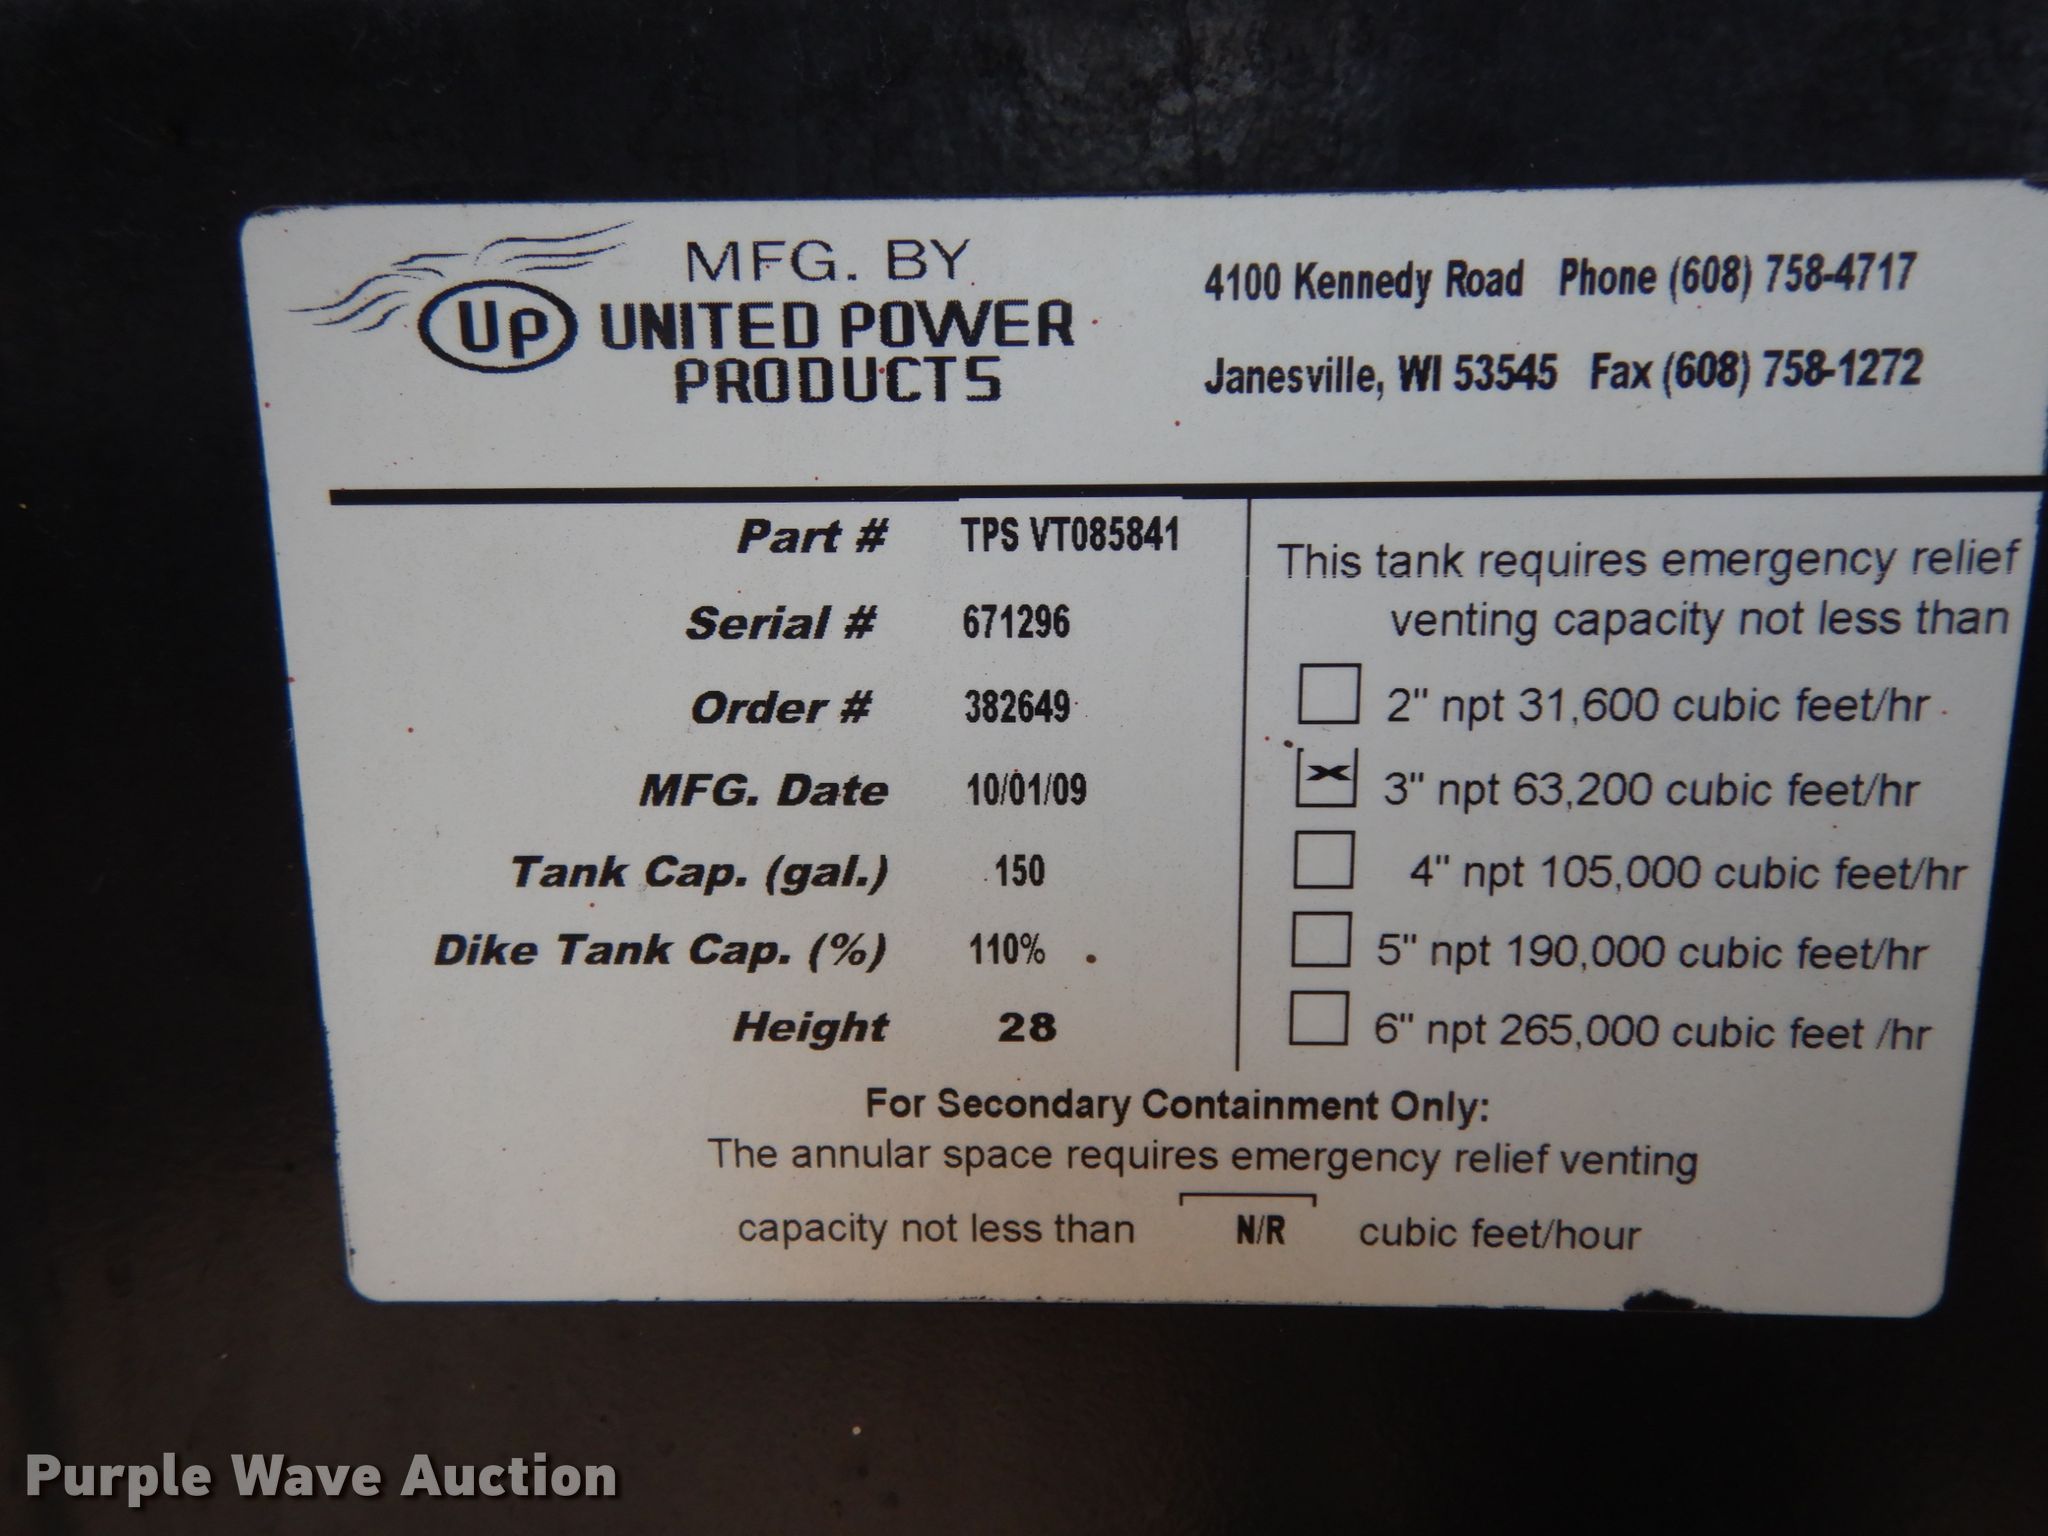 UP
MFG. BY
UNITED POWER
PRODUCTS
4100 Kennedy Road Phone (608) 758-4717
Janesville, WI 53545 Fax (608) 758-1272
Part # TPS VT085841
Serial # 671296
Order # 382649
MFG. Date 10/01/09
Tank Cap. (gal.) 150
Dike Tank Cap. (%) 110%
Height 28
This tank requires emergency relief
venting capacity not less than
2" npt 31,600 cubic feet/hr
X 3" npt 63,200 cubic feet/hr
4" npt 105,000 cubic feet/hr
5" npt 190,000 cubic feet/hr
6" npt 265,000 cubic feet /hr
For Secondary Containment Only:
The annular space requires emergency relief venting
capacity not less than N/R cubic feet/hour
Purple Wave Auction